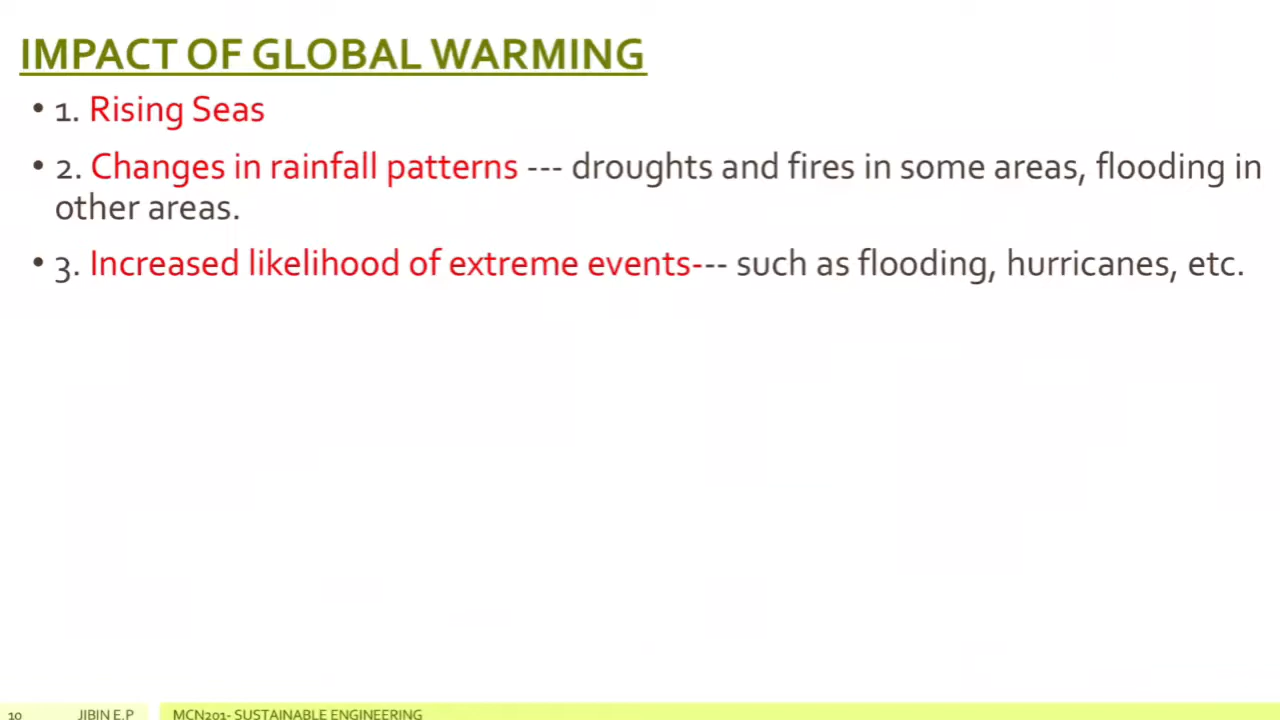 IMPACT OF GLOBAL WARMING
• 1. Rising Seas
• 2. Changes in rainfall patterns --- droughts and fires in some areas, flooding in
other areas.
• 3. Increased likelihood of extreme events--- such as flooding, hurricanes, etc.
10 JIBIN E.P MCN201- SUSTAINABLE ENGINEERING